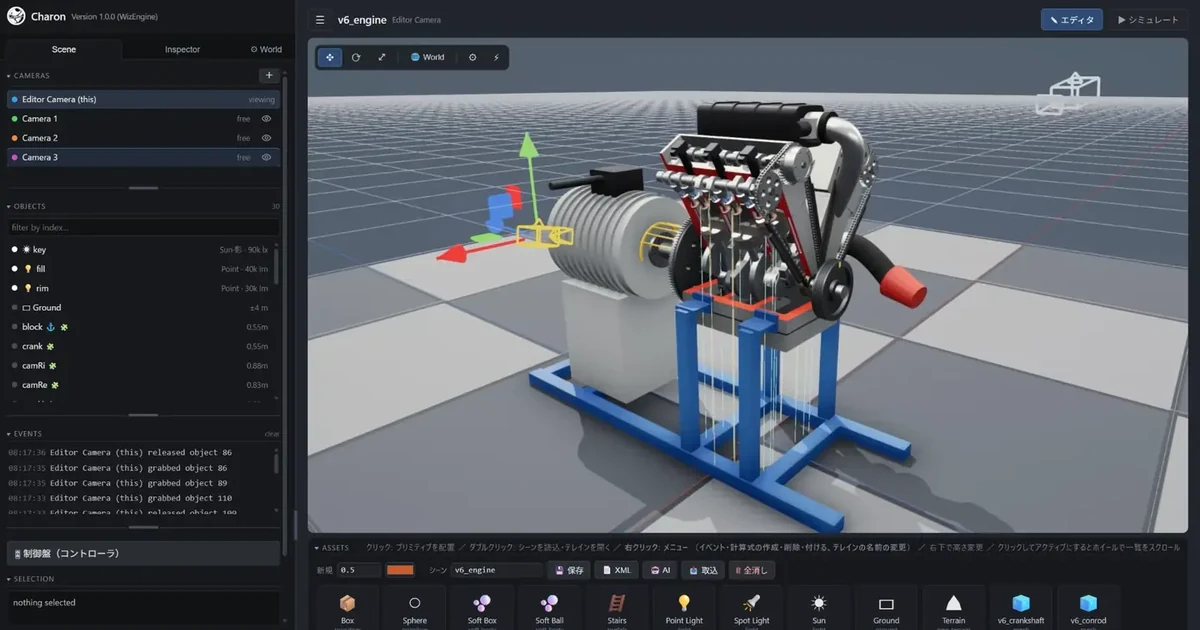 Charon Version 1.0.0 (WizEngine)
Scene Inspector World
CAMERAS
+
Editor Camera (this) viewing
Camera 1 free
Camera 2 free
Camera 3 free
OBJECTS 30
filter by index...
key Sun·影 · 90k lx
fill Point · 40k lm
rim Point · 30k lm
Ground ±4 m
block 0.55m
crank 0.55m
camRi 0.88m
camRe 0.83m
EVENTS clear
08:17:36 Editor Camera (this) released object 86
08:17:35 Editor Camera (this) grabbed object 86
08:17:35 Editor Camera (this) grabbed object 89
08:17:33 Editor Camera (this) grabbed object 110
08:17:33 Editor Camera (this) released object 109
制御盤（コントローラ）
SELECTION
nothing selected
v6_engine Editor Camera
エディタ シミュレート
World
ASSETS クリック: プリミティブを配置 ／ ダブルクリック: シーンを読込・テレインを開く ／ 右クリック: メニュー（イベント・計算式の作成・削除・付ける、テレインの名前の変更） ／ 右下で高さ変更 ／ クリックしてアクティブにするとホイールで一覧をスクロール
新規 0.5 シーン v6_engine 保存 XML AI 取込 全消し
Box Sphere Soft Box Soft Ball Stairs Point Light Spot Light Sun Ground Terrain v6_crankshaft v6_conrod